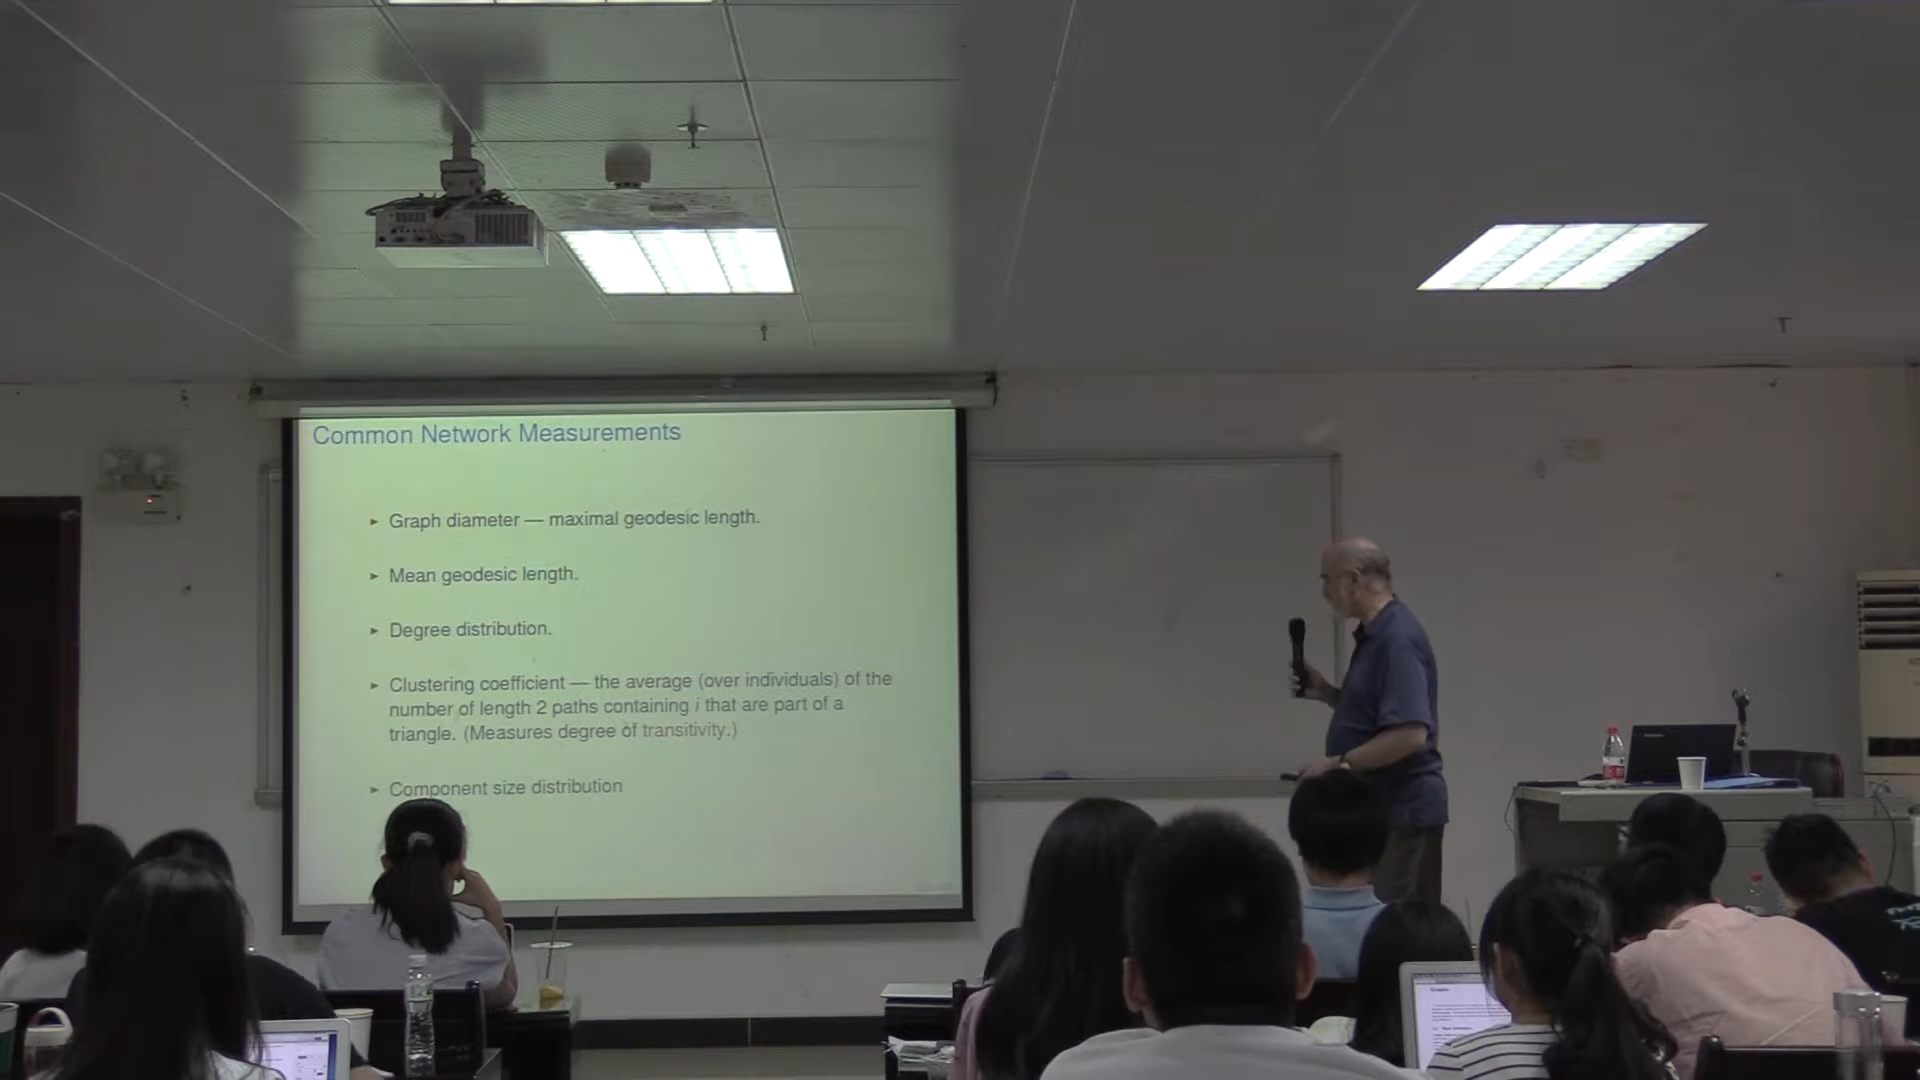 Common Network Measurements
► Graph diameter — maximal geodesic length.
► Mean geodesic length.
► Degree distribution.
► Clustering coefficient — the average (over individuals) of the
number of length 2 paths containing i that are part of a
triangle. (Measures degree of transitivity.)
► Component size distribution